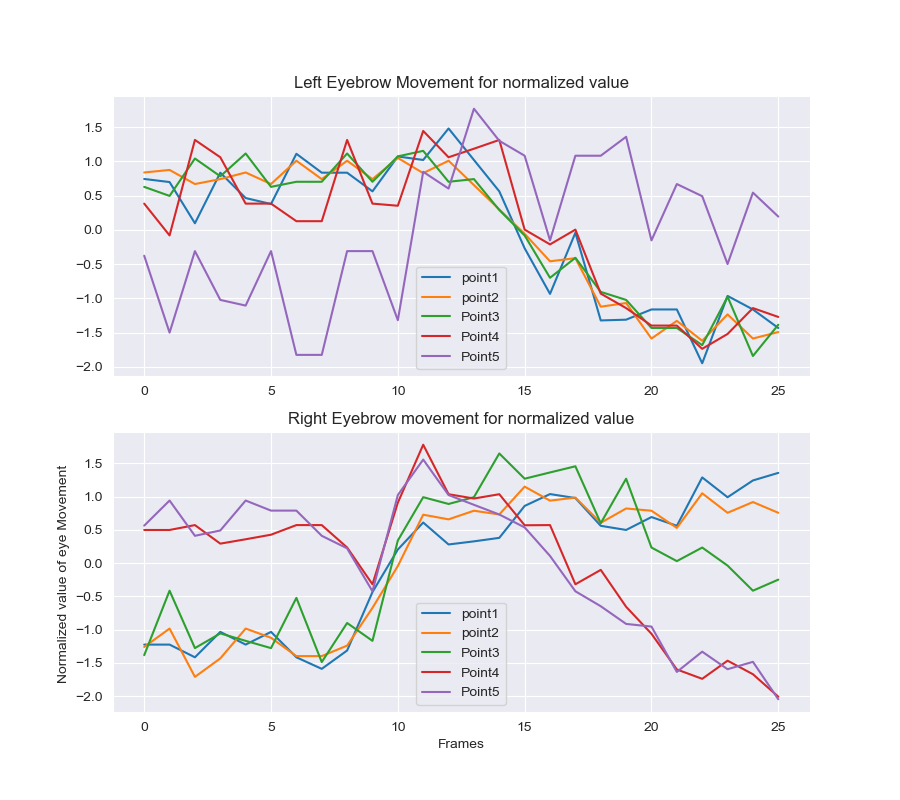 Left Eyebrow Movement for normalized value
1.5
1.0
0.5
0.0
−0.5
−1.0
−1.5
−2.0
point1
point2
Point3
Point4
Point5
0 5 10 15 20 25
Right Eyebrow movement for normalized value
Normalized value of eye Movement
1.5
1.0
0.5
0.0
−0.5
−1.0
−1.5
−2.0
point1
point2
Point3
Point4
Point5
0 5 10 15 20 25
Frames